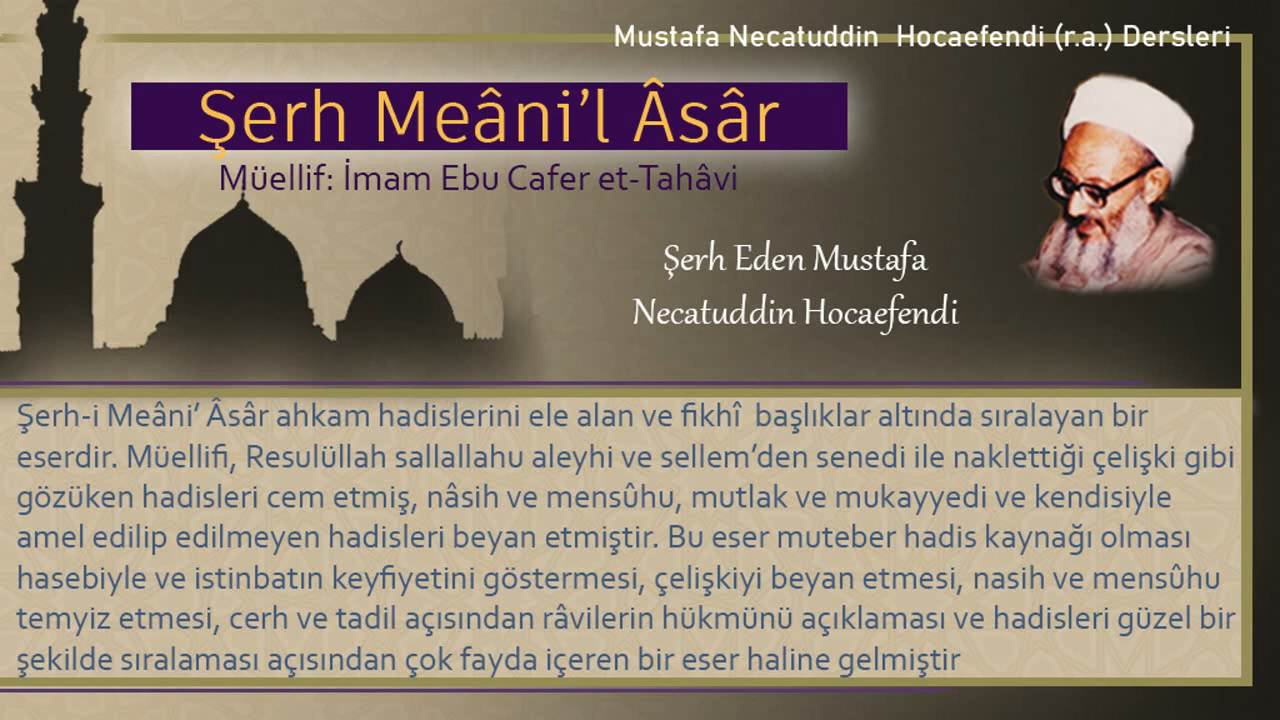 Mustafa Necatuddin Hocaefendi (r.a.) Dersleri
Şerh Meâni’l Âsâr
Müellif: İmam Ebu Cafer et-Tahâvi
Şerh Eden Mustafa
Necatuddin Hocaefendi
Şerh-i Meâni’ Âsâr ahkam hadislerini ele alan ve fikhî başlıklar altında sıralayan bir
eserdir. Müellifi, Resulüllah sallallahu aleyhi ve sellem’den senedi ile naklettiği çelişki gibi
gözüken hadisleri cem etmiş, nâsih ve mensûhu, mutlak ve mukayyedi ve kendisiyle
amel edilip edilmeyen hadisleri beyan etmiştir. Bu eser muteber hadis kaynağı olması
hasebiyle ve istinbatın keyfiyetini göstermesi, çelişkiyi beyan etmesi, nasih ve mensûhu
temyiz etmesi, cerh ve tadil açısından râvilerin hükmünü açıklaması ve hadisleri güzel bir
şekilde sıralaması açısından çok fayda içeren bir eser haline gelmiştir